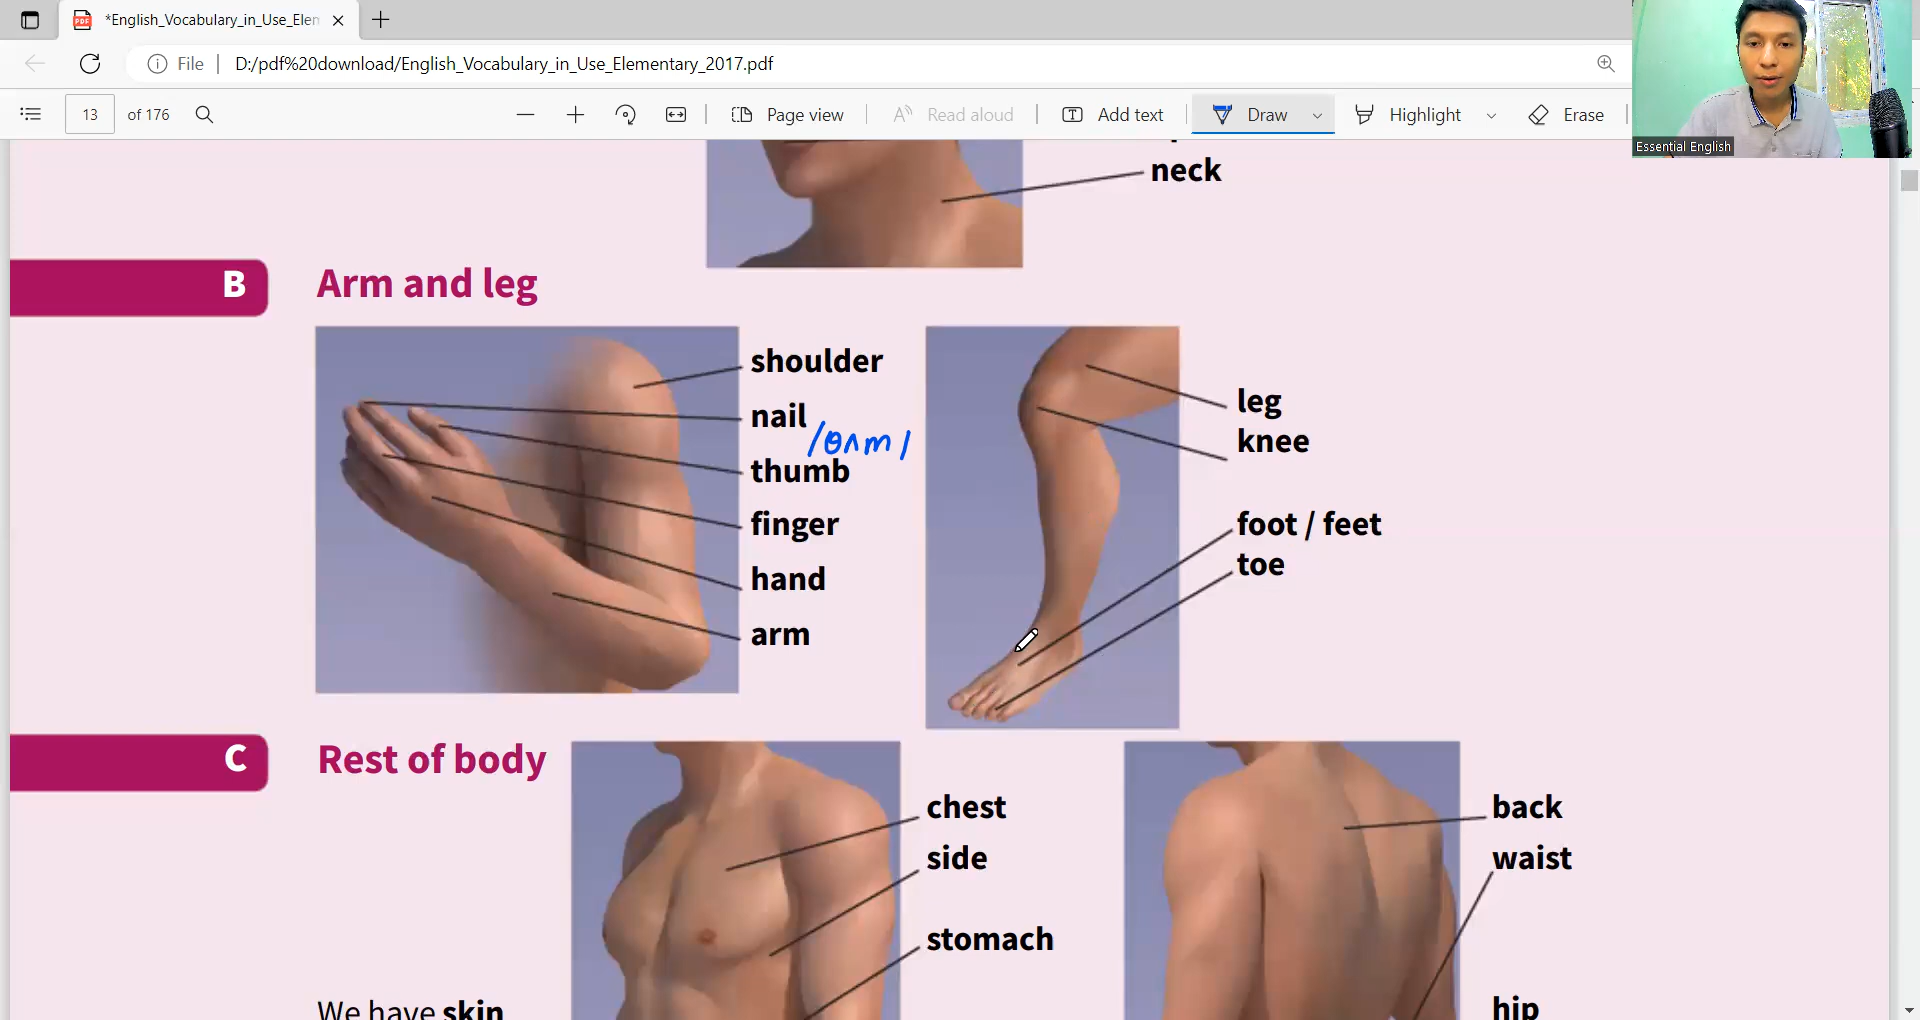 *English_Vocabulary_in_Use_Elen
File
D:/pdf%20download/English_Vocabulary_in_Use_Elementary_2017.pdf
13 of 176
Page view
Read aloud
Add text
Draw
Highlight
Erase
Essential English
neck
B Arm and leg
shoulder
nail
/θʌm/
thumb
finger
hand
arm
leg
knee
foot / feet
toe
C Rest of body
chest
side
stomach
back
waist
hip
We have skin